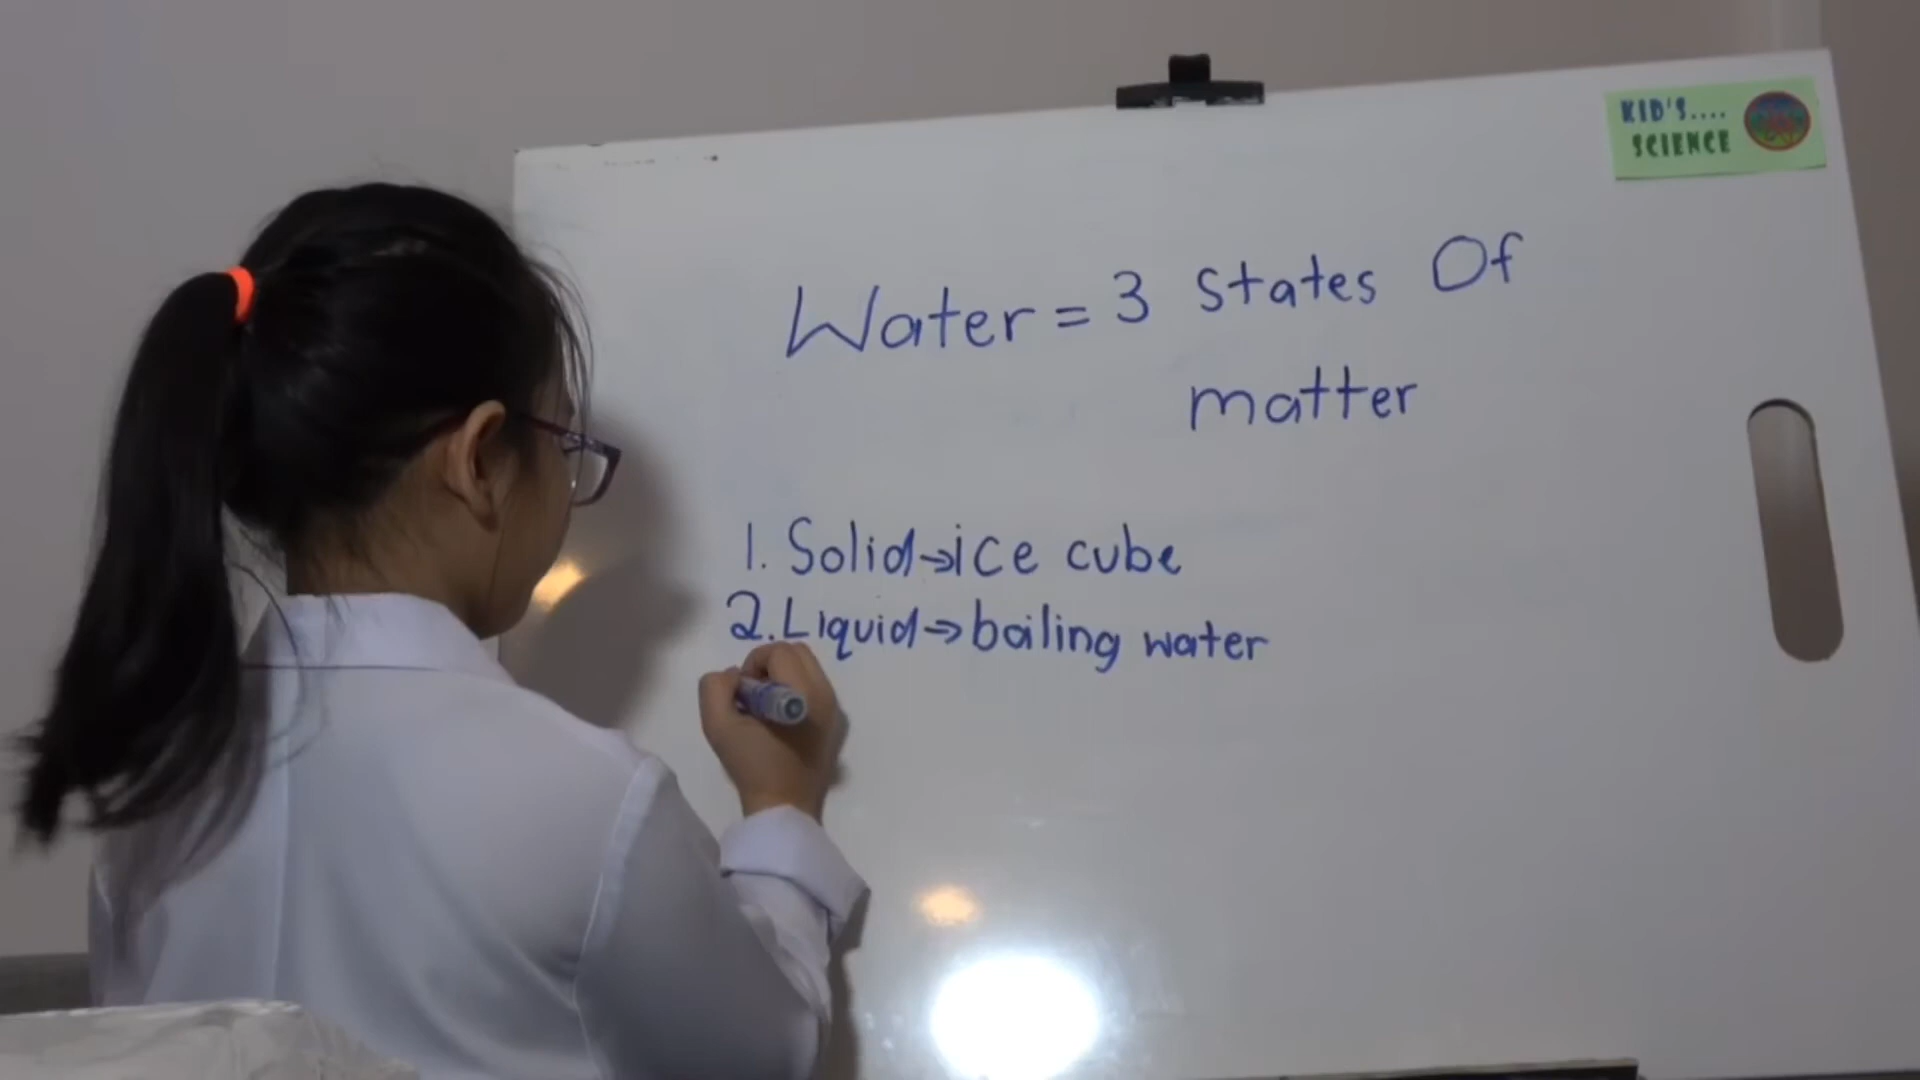 KID'S....
SCIENCE
Water = 3 states Of
matter
1. Solid→ice cube
2. Liquid→boiling water